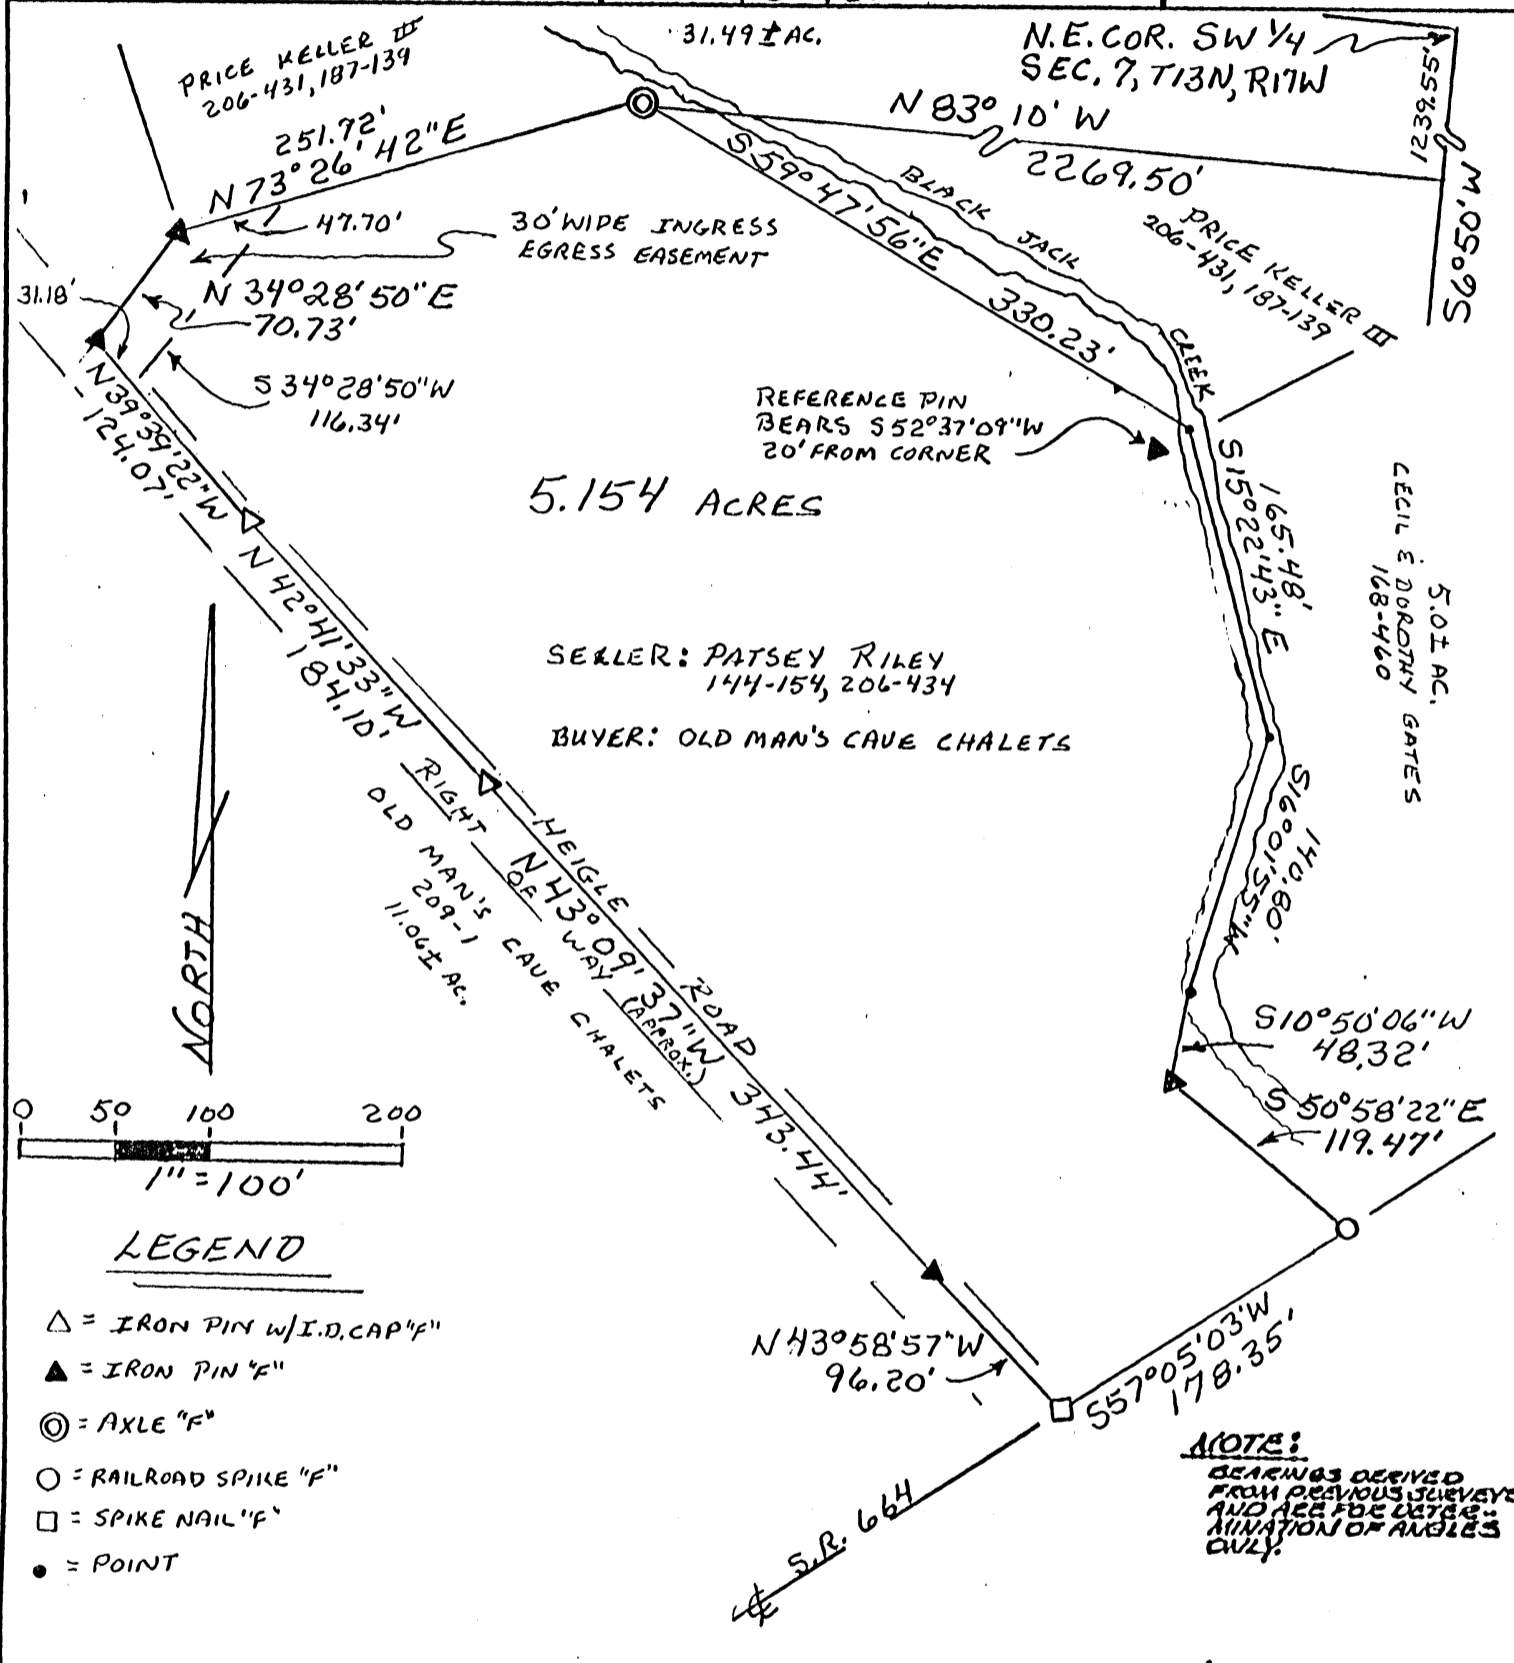 31.49± AC.
N.E. COR. SW 1/4
SEC. 7, T13N, R17W
1239.55'
S6°50'W
PRICE KELLER III
206-431, 187-139
251.72'
N 73°26'42"E
N 83° 10' W
2269.50'
47.70'
30' WIDE INGRESS
EGRESS EASEMENT
S 59° 47' 56"E
330.23'
BLACK JACK CREEK
PRICE KELLER III
206-431, 187-139
31.18'
N 34°28'50"E
70.73'
S 34°28'50"W
116.34'
N39°39'22"W
124.07'
REFERENCE PIN
BEARS S52°37'09"W
20' FROM CORNER
5.154 ACRES
165.48'
S15°22'43"E
5.0± AC.
CECIL & DOROTHY GATES
168-460
N 42°41'33"W
184.10'
SELLER: PATSEY RILEY
144-154, 206-434
BUYER: OLD MAN'S CAVE CHALETS
140.80'
S16°01'55"W
HEIGLE ROAD
N 43°09'37"W 343.44'
RIGHT OF WAY (APPROX.)
OLD MAN'S CAVE CHALETS
209-1
11.06± AC.
NORTH
S10°50'06"W
48.32'
S 50°58'22"E
119.47'
0 50 100 200
1"=100'
LEGEND
△ = IRON PIN W/I.D. CAP "F"
▲ = IRON PIN "F"
◎ = AXLE "F"
○ = RAILROAD SPIKE "F"
□ = SPIKE NAIL "F"
● = POINT
N 43°58'57"W
96.20'
S57°05'03"W
178.35'
S.R. 664
NOTE:
BEARINGS DERIVED
FROM PREVIOUS SURVEYS
AND ARE FOR DETER-
MINATION OF ANGLES
ONLY.